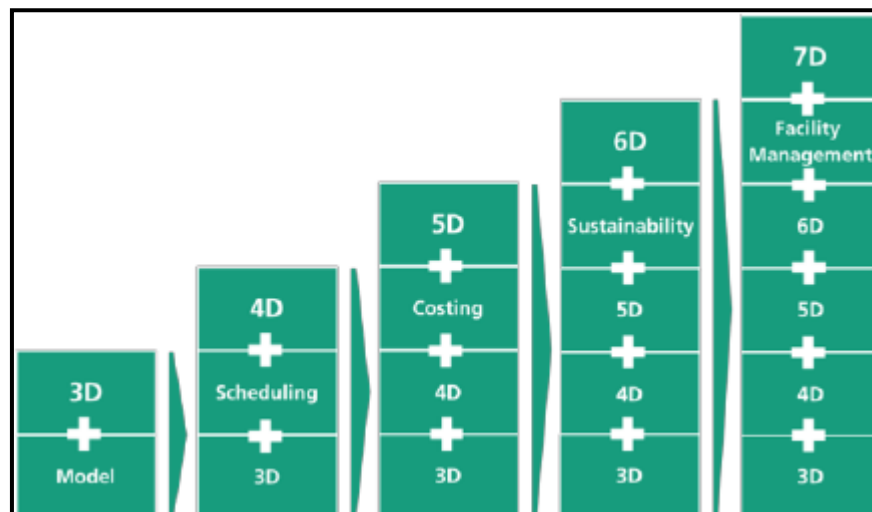 3D
Model
4D
Scheduling
3D
5D
Costing
4D
3D
6D
Sustainability
5D
4D
3D
7D
Facility
Management
6D
5D
4D
3D